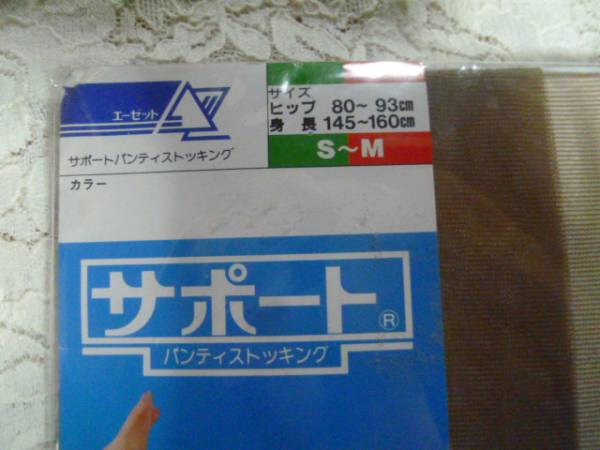 エーセット
サポートパンティストッキング
カラー
サイズ
ヒップ 80～93cm
身長 145～160cm
S～M
サポート®
パンティストッキング